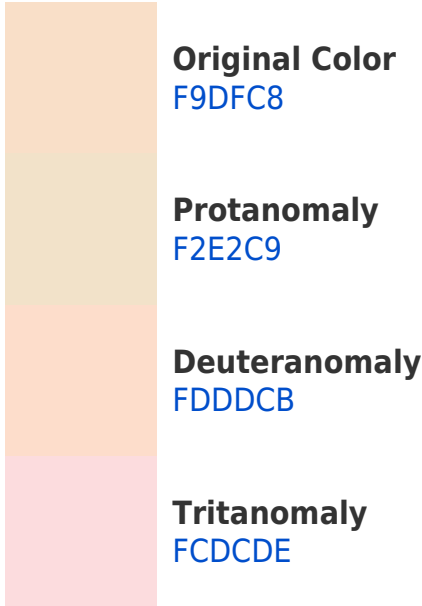 Original Color
F9DFC8
Protanomaly
F2E2C9
Deuteranomaly
FDDDCB
Tritanomaly
FCDCDE